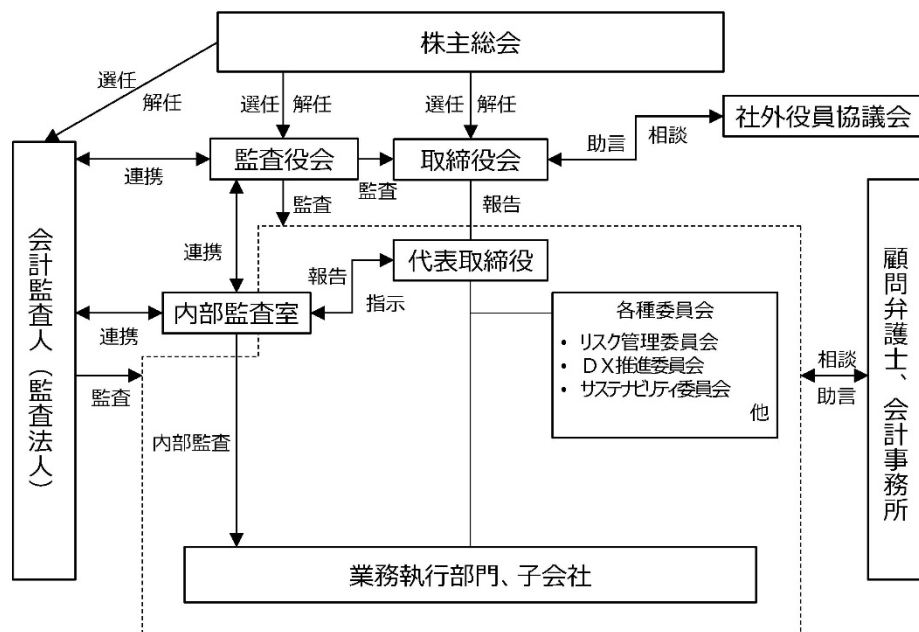 株主総会
選任
解任
選任 解任
選任 解任
社外役員協議会
助言
相談
監査役会
取締役会
連携
監査
監査
報告
会計監査人(監査法人)
連携
代表取締役
報告
指示
内部監査室
連携
各種委員会
• リスク管理委員会
• DX推進委員会
• サステナビリティ委員会
他
監査
相談
助言
顧問弁護士、会計事務所
内部監査
業務執行部門、子会社